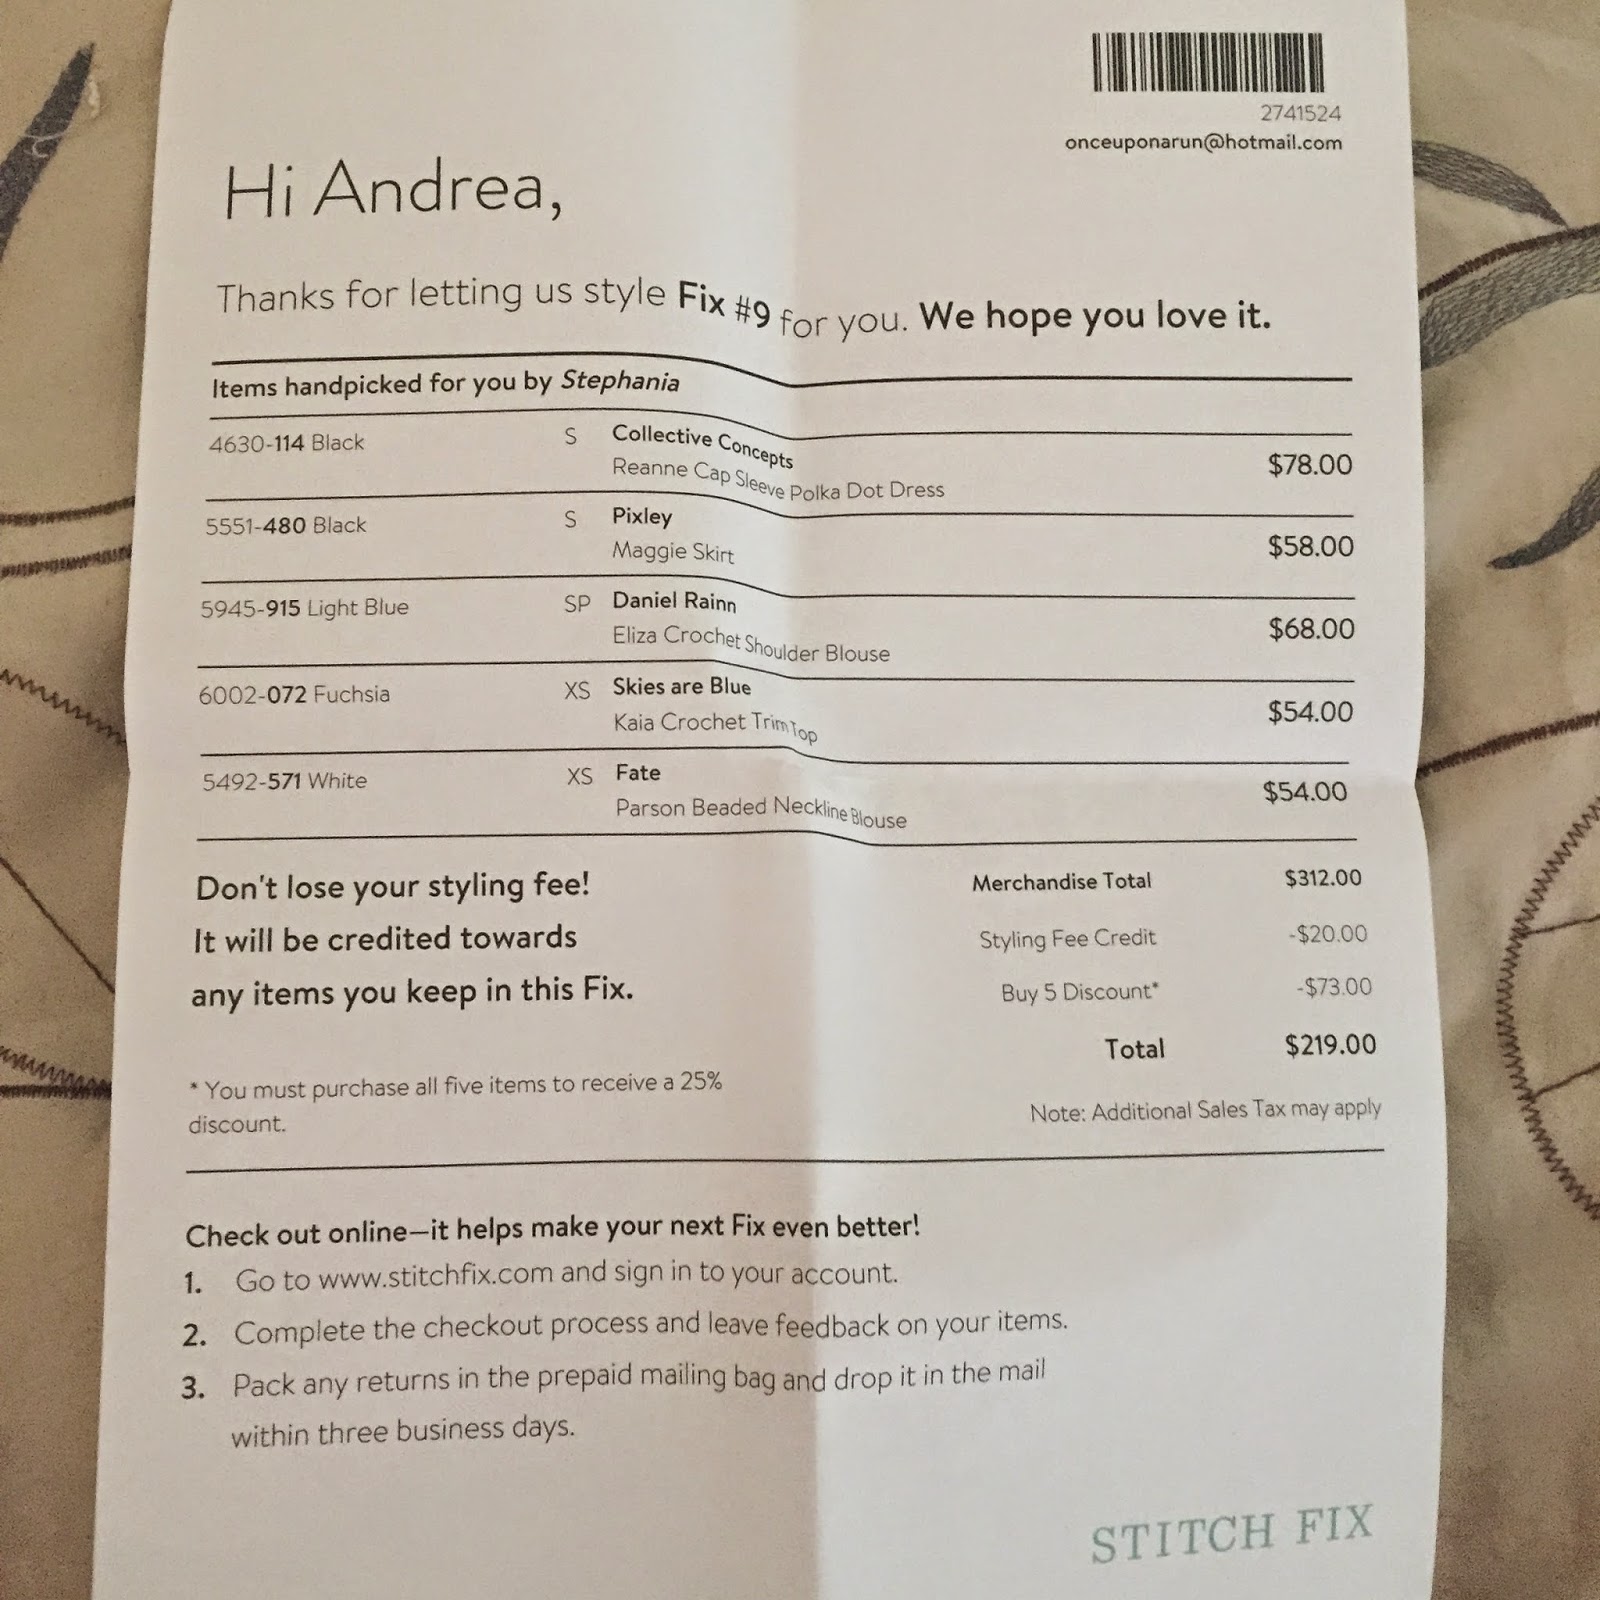 2741524
onceuponarun@hotmail.com
Hi Andrea,
Thanks for letting us style Fix #9 for you. We hope you love it.
Items handpicked for you by Stephania
4630-114 Black S Collective Concepts $78.00
Reanne Cap Sleeve Polka Dot Dress
5551-480 Black S Pixley $58.00
Maggie Skirt
5945-915 Light Blue SP Daniel Rainn $68.00
Eliza Crochet Shoulder Blouse
6002-072 Fuchsia XS Skies are Blue $54.00
Kaia Crochet Trim Top
5492-571 White XS Fate $54.00
Parson Beaded Neckline Blouse
Don't lose your styling fee!
It will be credited towards
any items you keep in this Fix.
* You must purchase all five items to receive a 25%
discount.
Merchandise Total $312.00
Styling Fee Credit -$20.00
Buy 5 Discount* -$73.00
Total $219.00
Note: Additional Sales Tax may apply
Check out online—it helps make your next Fix even better!
1. Go to www.stitchfix.com and sign in to your account.
2. Complete the checkout process and leave feedback on your items.
3. Pack any returns in the prepaid mailing bag and drop it in the mail
within three business days.
STITCH FIX